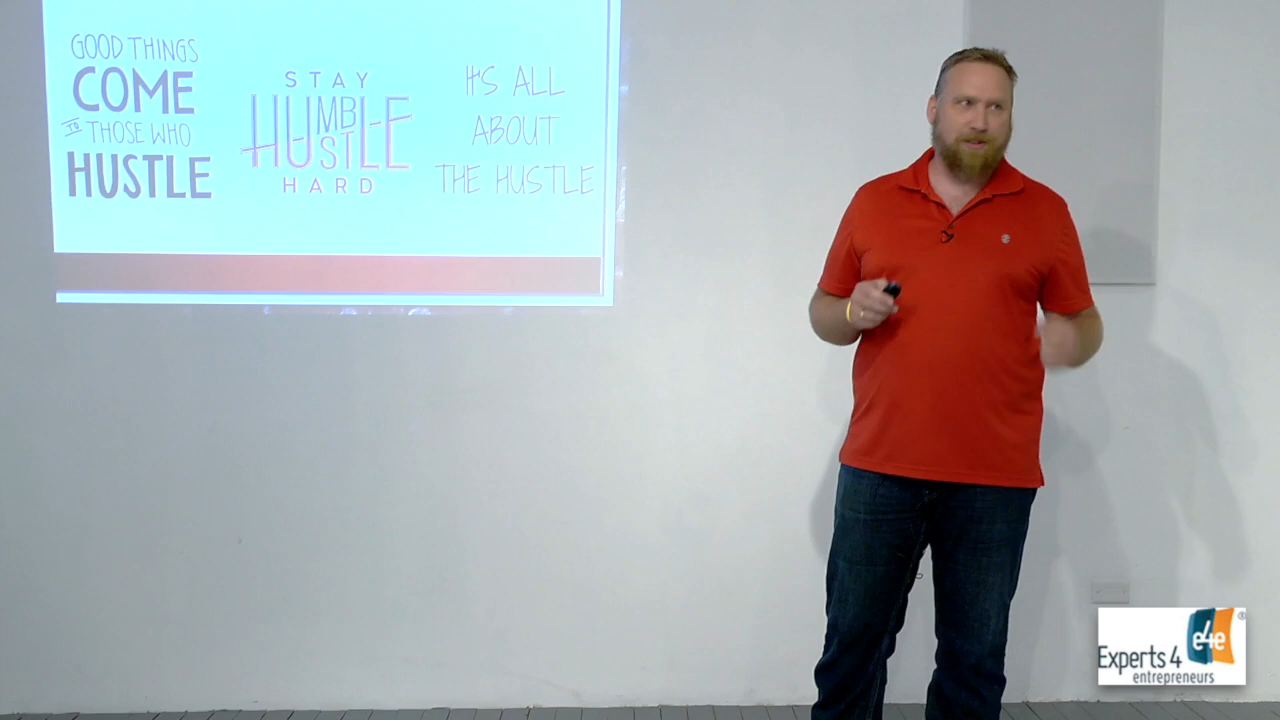 GOOD THINGS
COME
TO THOSE WHO
HUSTLE
STAY
HUMBLE
HUSTLE
HARD
IT'S ALL
ABOUT
THE HUSTLE
Experts 4
e4e
®
entrepreneurs